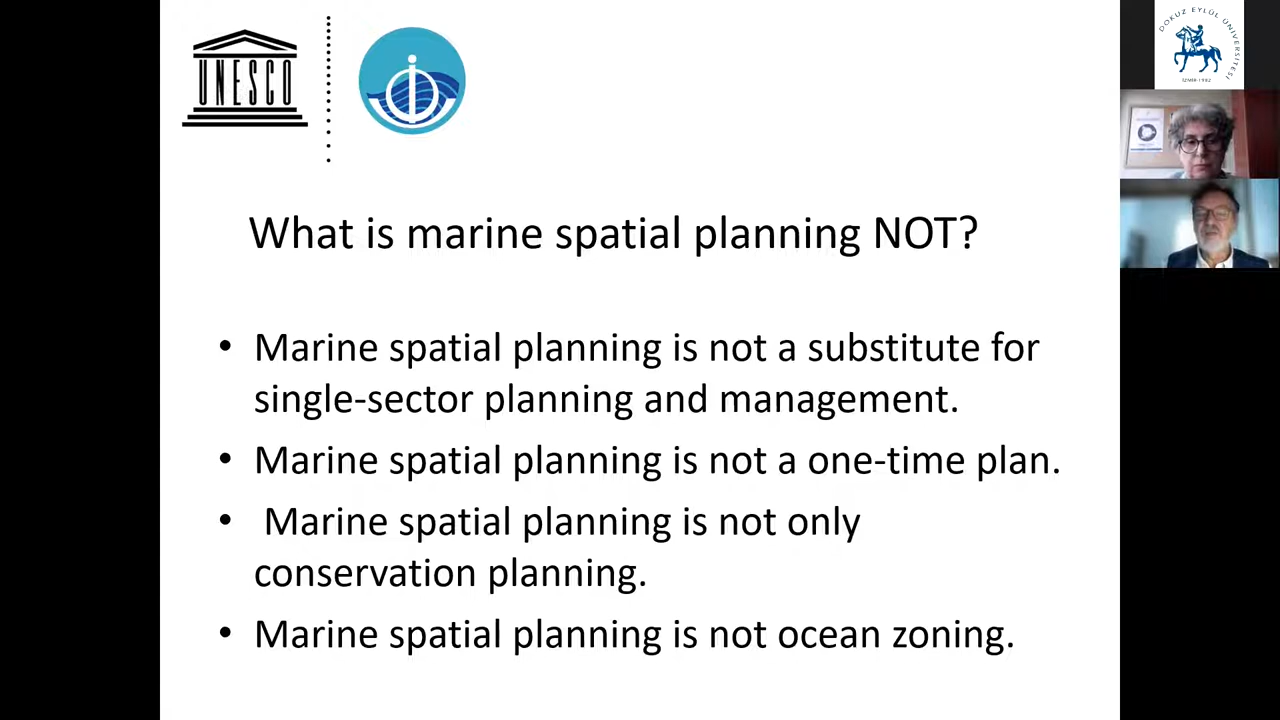 UNESCO
What is marine spatial planning NOT?
• Marine spatial planning is not a substitute for
single-sector planning and management.
• Marine spatial planning is not a one-time plan.
• Marine spatial planning is not only
conservation planning.
• Marine spatial planning is not ocean zoning.
DOKUZ EYLÜL ÜNİVERSİTESİ